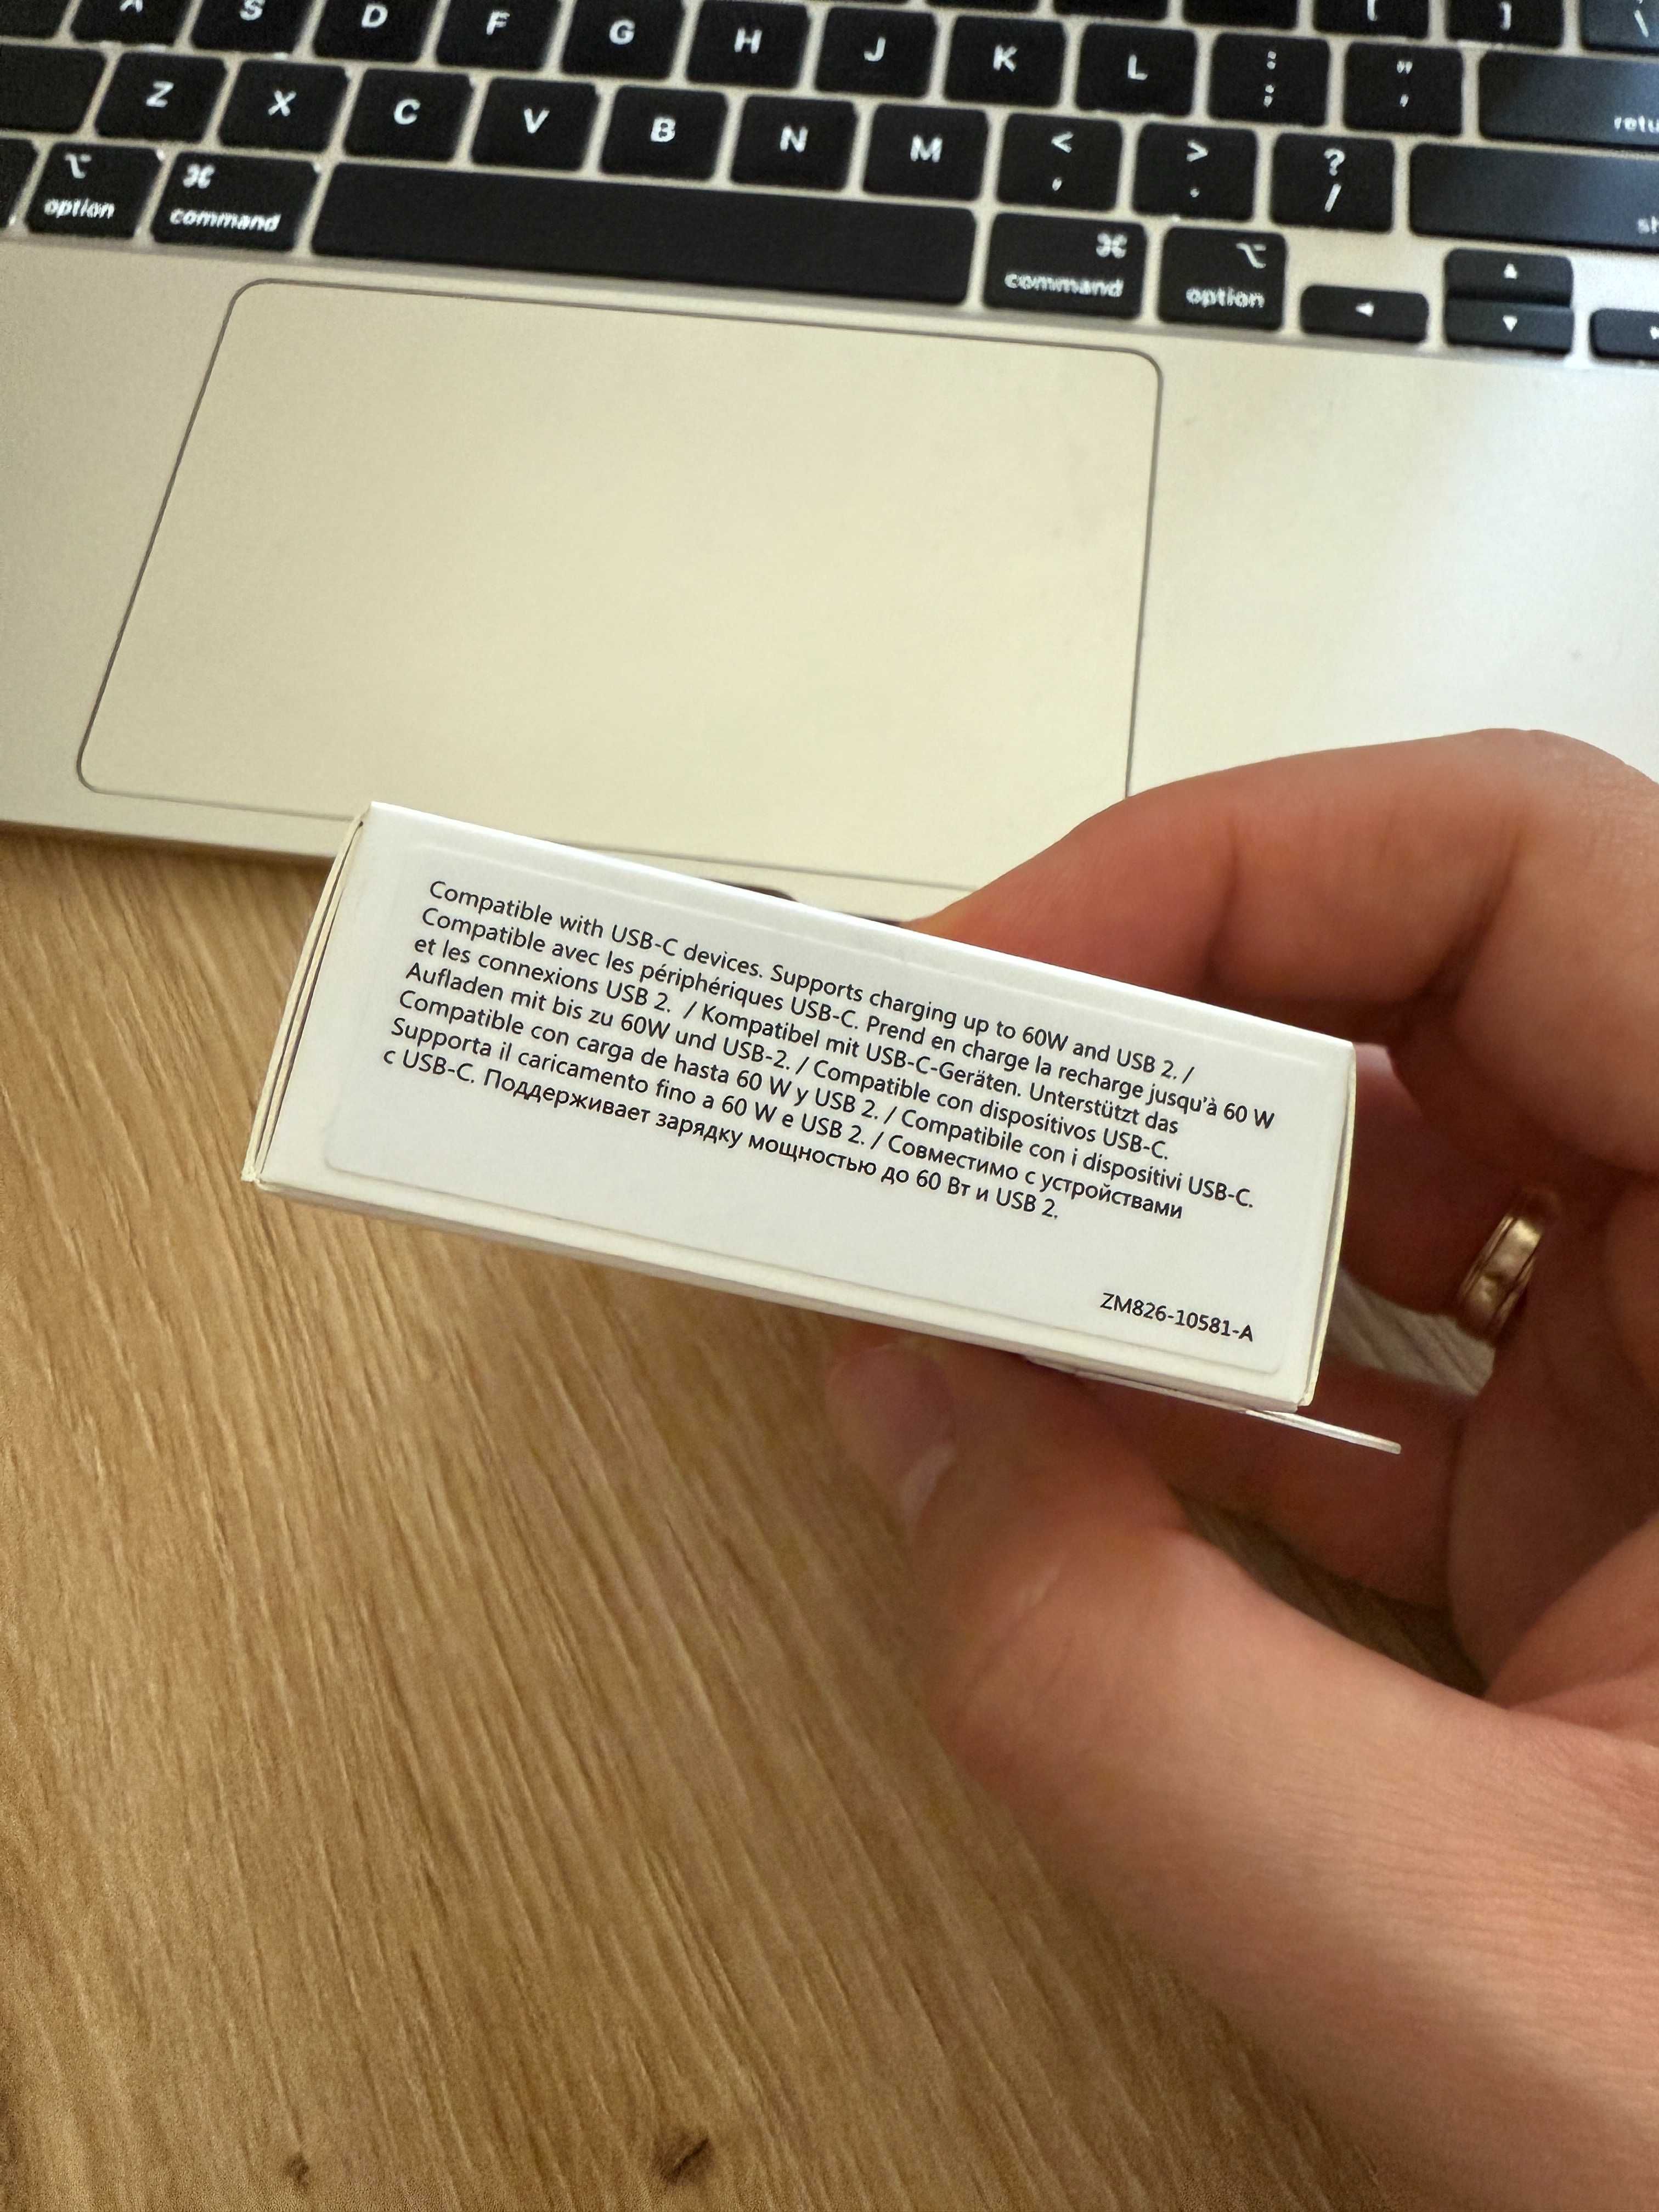 A S D F G H J K L : ; " ' [ ] \ retu
Z X C V B N M < , > . ? / sh
option command command option
Compatible with USB-C devices. Supports charging up to 60W and USB 2. /
Compatible avec les périphériques USB-C. Prend en charge la recharge jusqu'à 60 W
et les connexions USB 2. / Kompatibel mit USB-C-Geräten. Unterstützt das
Aufladen mit bis zu 60W und USB-2. / Compatible con dispositivos USB-C.
Compatible con carga de hasta 60 W y USB 2. / Compatibile con i dispositivi USB-C.
Supporta il caricamento fino a 60 W e USB 2. / Совместимо с устройствами
с USB-C. Поддерживает зарядку мощностью до 60 Вт и USB 2.
ZM826-10581-A